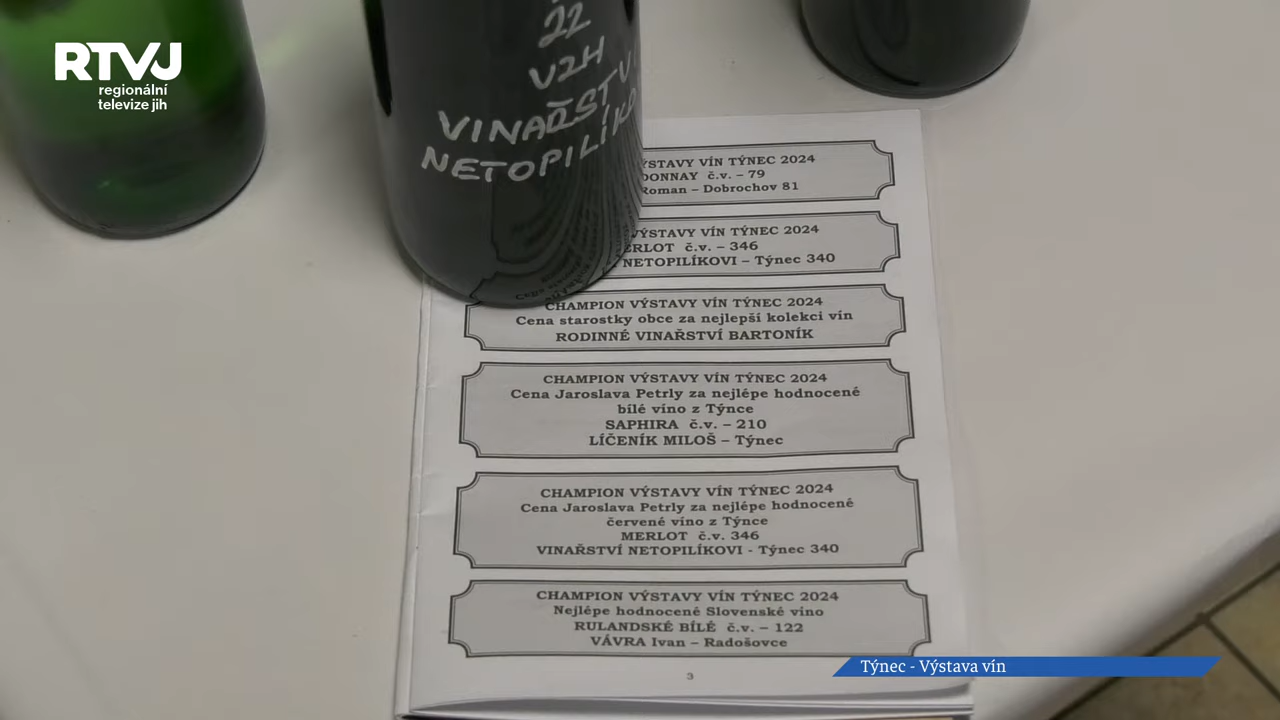 RTVJ
regionální
televize jih
22
VZH
VINAŘSTVÍ
NETOPILÍKO
VÝSTAVY VÍN TÝNEC 2024
DONNAY č.v. – 79
Roman – Dobrochov 81
VÝSTAVY VÍN TÝNEC 2024
ERLOT č.v. – 346
NETOPILÍKOVI – Týnec 340
CHAMPION VÝSTAVY VÍN TÝNEC 2024
Cena starostky obce za nejlepší kolekci vín
RODINNÉ VINAŘSTVÍ BARTONÍK
CHAMPION VÝSTAVY VÍN TÝNEC 2024
Cena Jaroslava Petrly za nejlépe hodnocené
bílé víno z Týnce
SAPHIRA č.v. – 210
LÍČENÍK MILOŠ – Týnec
CHAMPION VÝSTAVY VÍN TÝNEC 2024
Cena Jaroslava Petrly za nejlépe hodnocené
červené víno z Týnce
MERLOT č.v. 346
VINAŘSTVÍ NETOPILÍKOVI - Týnec 340
CHAMPION VÝSTAVY VÍN TÝNEC 2024
Nejlépe hodnocené Slovenské víno
RULANDSKÉ BÍLÉ č.v. – 122
VÁVRA Ivan – Radošovce
3
Týnec - Výstava vín